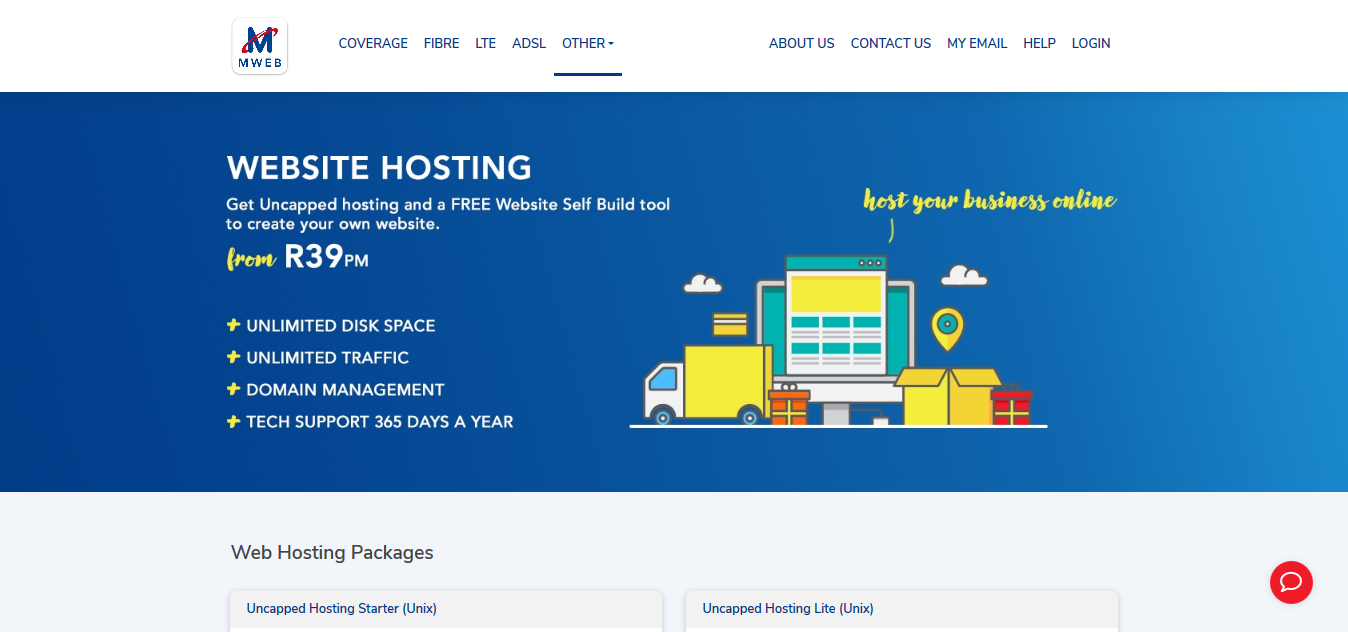 MWEB
COVERAGE FIBRE LTE ADSL OTHER
ABOUT US CONTACT US MY EMAIL HELP LOGIN
WEBSITE HOSTING
Get Uncapped hosting and a FREE Website Self Build tool
to create your own website.
from R39PM
host your business online
+ UNLIMITED DISK SPACE
+ UNLIMITED TRAFFIC
+ DOMAIN MANAGEMENT
+ TECH SUPPORT 365 DAYS A YEAR
Web Hosting Packages
Uncapped Hosting Starter (Unix)
Uncapped Hosting Lite (Unix)